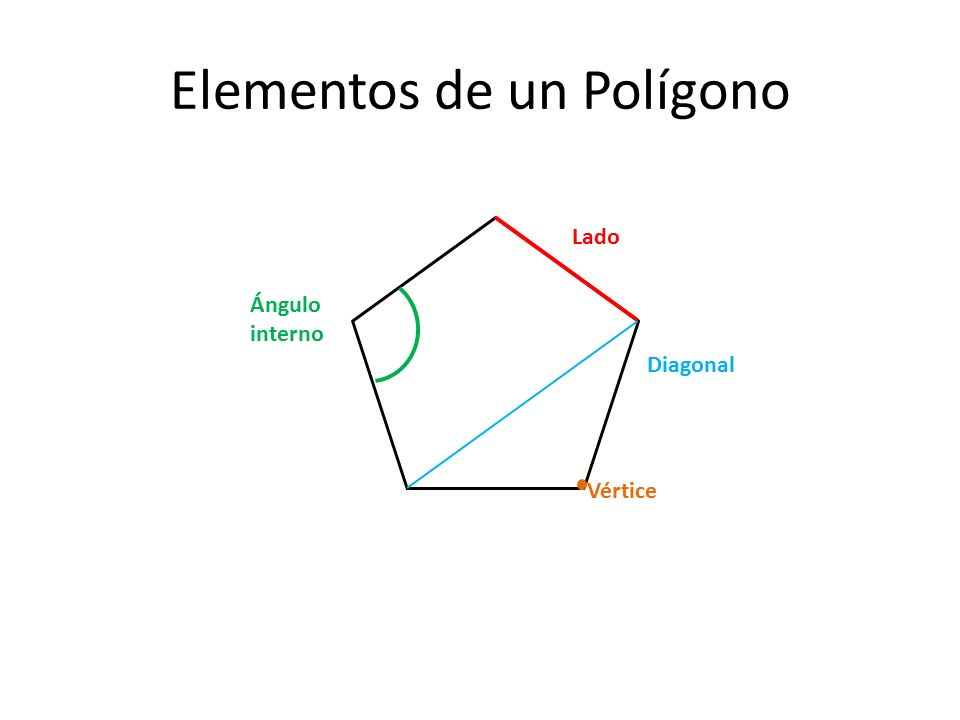 Elementos de un Polígono
Lado
Ángulo
interno
Diagonal
Vértice